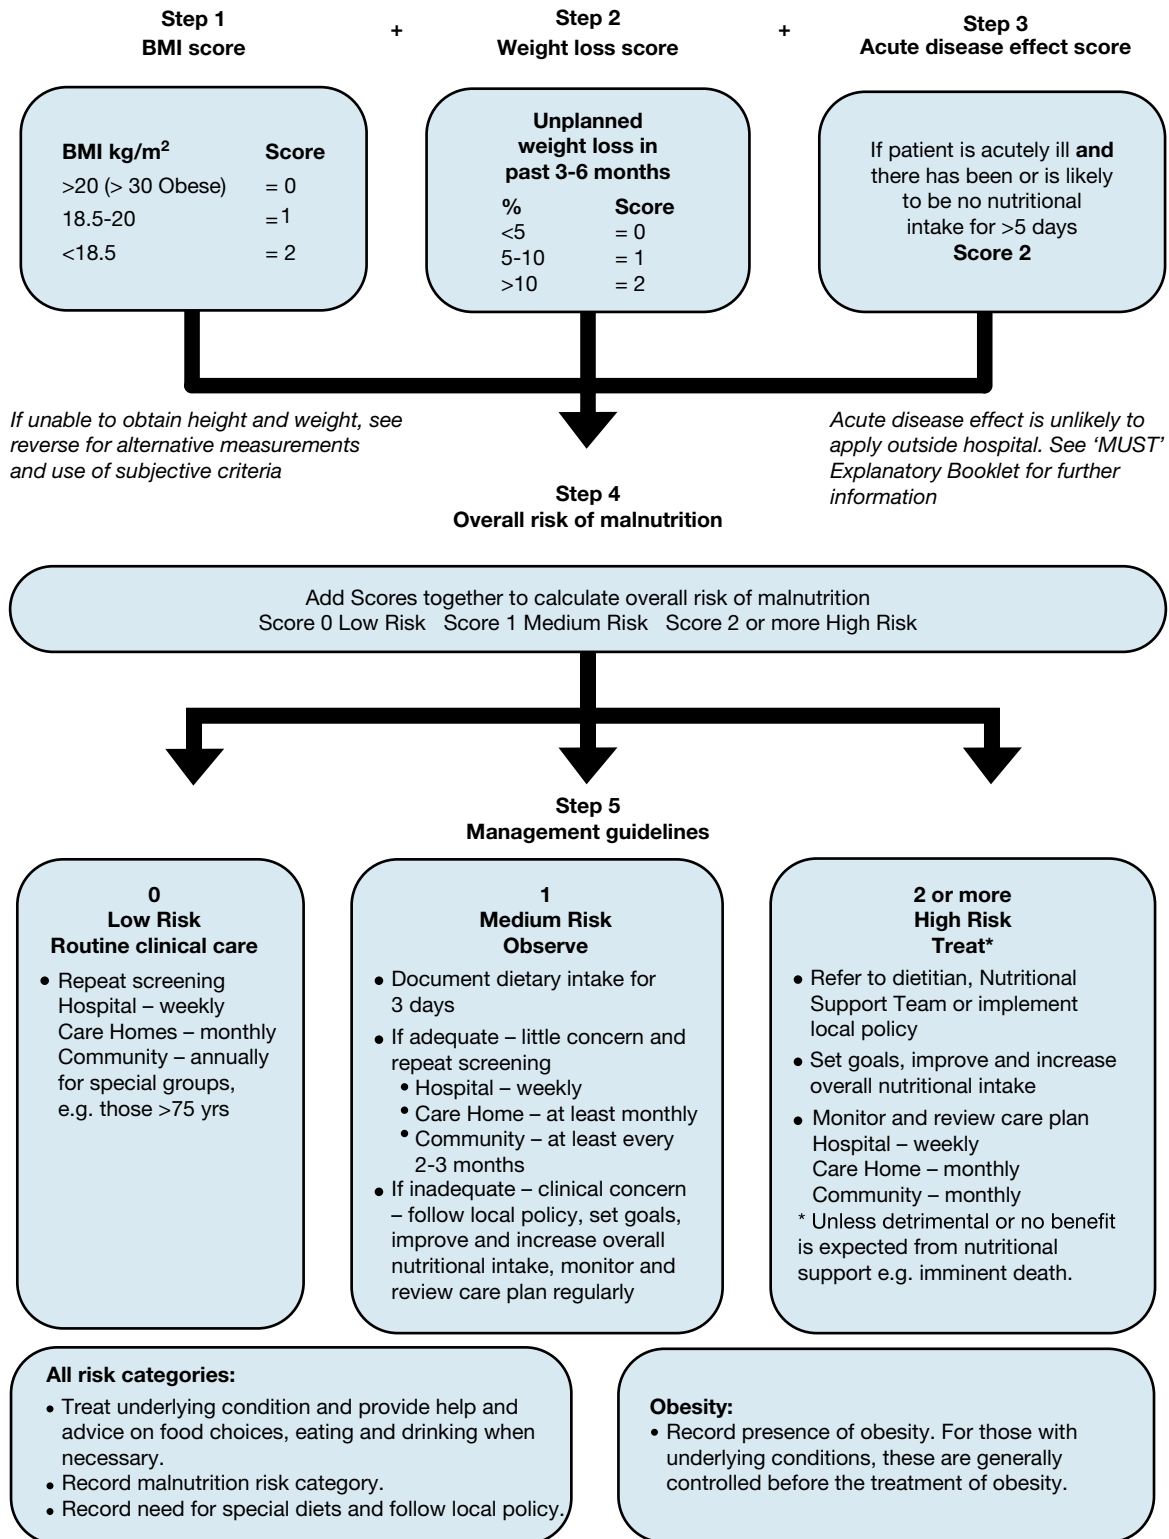 Step 1
BMI score
+
Step 2
Weight loss score
+
Step 3
Acute disease effect score
BMI kg/m² Score
>20 (> 30 Obese) = 0
18.5-20 =1
<18.5 = 2
Unplanned
weight loss in
past 3-6 months
% Score
<5 = 0
5-10 = 1
>10 = 2
If patient is acutely ill and
there has been or is likely
to be no nutritional
intake for >5 days
Score 2
If unable to obtain height and weight, see
reverse for alternative measurements
and use of subjective criteria
Acute disease effect is unlikely to
apply outside hospital. See ‘MUST’
Explanatory Booklet for further
information
Step 4
Overall risk of malnutrition
Add Scores together to calculate overall risk of malnutrition
Score 0 Low Risk Score 1 Medium Risk Score 2 or more High Risk
Step 5
Management guidelines
0
Low Risk
Routine clinical care
• Repeat screening
Hospital – weekly
Care Homes – monthly
Community – annually
for special groups,
e.g. those >75 yrs
1
Medium Risk
Observe
• Document dietary intake for
3 days
• If adequate – little concern and
repeat screening
• Hospital – weekly
• Care Home – at least monthly
• Community – at least every
2-3 months
• If inadequate – clinical concern
– follow local policy, set goals,
improve and increase overall
nutritional intake, monitor and
review care plan regularly
2 or more
High Risk
Treat*
• Refer to dietitian, Nutritional
Support Team or implement
local policy
• Set goals, improve and increase
overall nutritional intake
• Monitor and review care plan
Hospital – weekly
Care Home – monthly
Community – monthly
* Unless detrimental or no benefit
is expected from nutritional
support e.g. imminent death.
All risk categories:
• Treat underlying condition and provide help and
advice on food choices, eating and drinking when
necessary.
• Record malnutrition risk category.
• Record need for special diets and follow local policy.
Obesity:
• Record presence of obesity. For those with
underlying conditions, these are generally
controlled before the treatment of obesity.